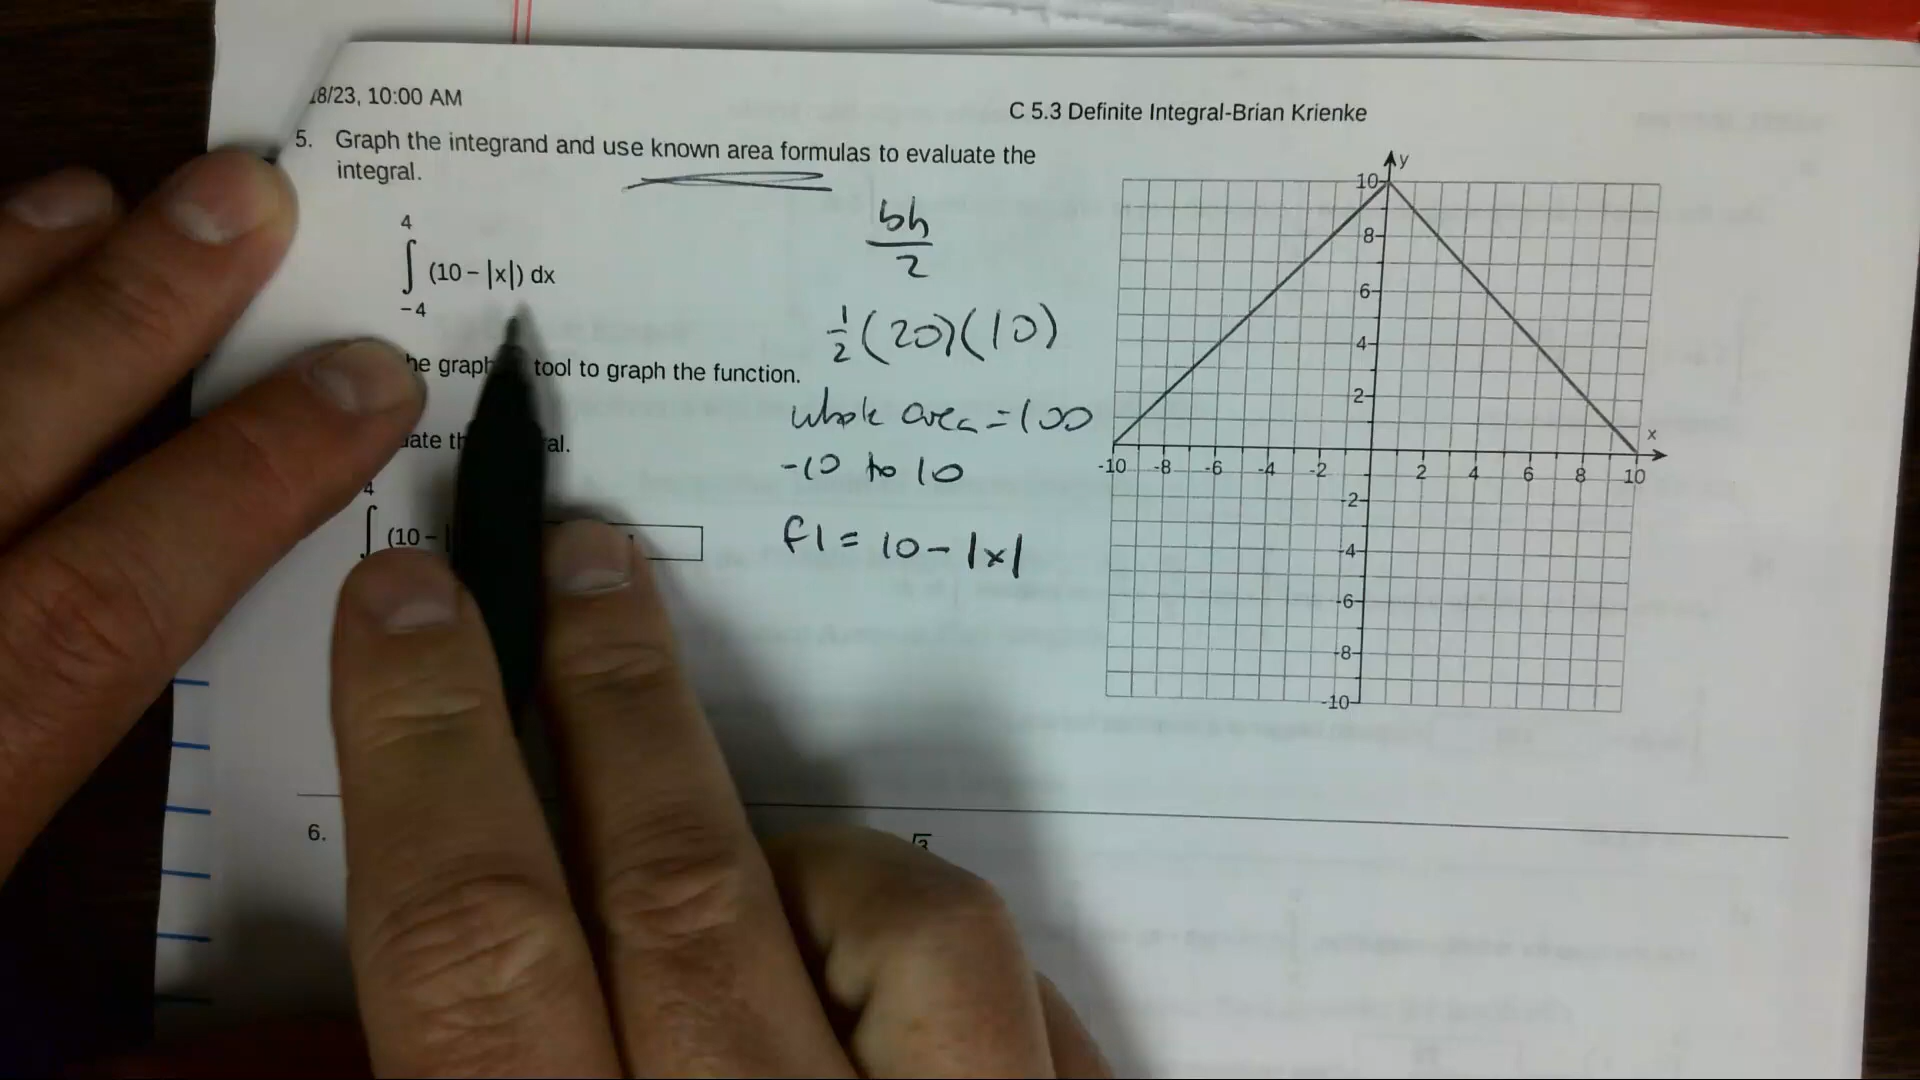 18/23, 10:00 AM
C 5.3 Definite Integral-Brian Krienke
5. Graph the integrand and use known area formulas to evaluate the
integral.
4
∫ (10 − |x|) dx
−4
bh
2
1/2 (20)(10)
he graph tool to graph the function.
whole area = 100
-10 to 10
al.
4
∫ (10 −
f1 = 10 - |x|
y
10
8
6
4
2
x
-10 -8 -6 -4 -2 2 4 6 8 10
-2
-4
-6
-8
-10
6.